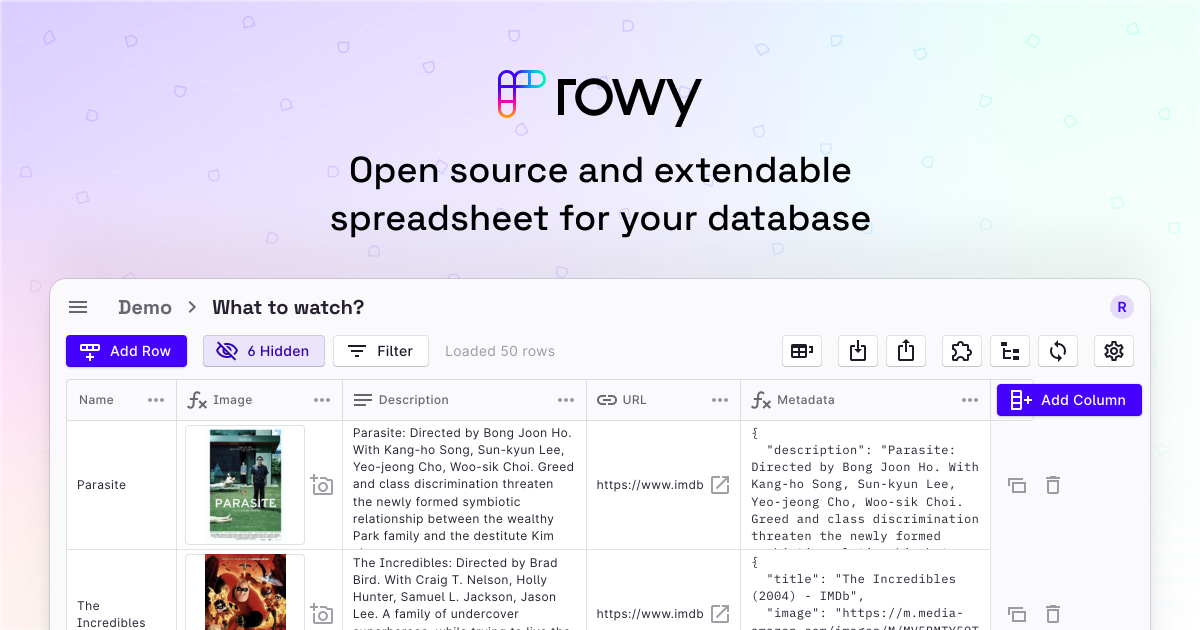 rowy
Open source and extendable
spreadsheet for your database
Demo > What to watch?
R
Add Row
6 Hidden
Filter
Loaded 50 rows
Name
Image
Description
URL
Metadata
Add Column
Parasite
PARASITE
Parasite: Directed by Bong Joon Ho.
With Kang-ho Song, Sun-kyun Lee,
Yeo-jeong Cho, Woo-sik Choi. Greed
and class discrimination threaten
the newly formed symbiotic
relationship between the wealthy
Park family and the destitute Kim
https://www.imdb
{
"description": "Parasite:
Directed by Bong Joon Ho. With
Kang-ho Song, Sun-kyun Lee,
Yeo-jeong Cho, Woo-sik Choi.
Greed and class discrimination
threaten the newly formed
The
Incredibles
The Incredibles: Directed by Brad
Bird. With Craig T. Nelson, Holly
Hunter, Samuel L. Jackson, Jason
Lee. A family of undercover
https://www.imdb
{
"title": "The Incredibles
(2004) - IMDb",
"image": "https://m.media-